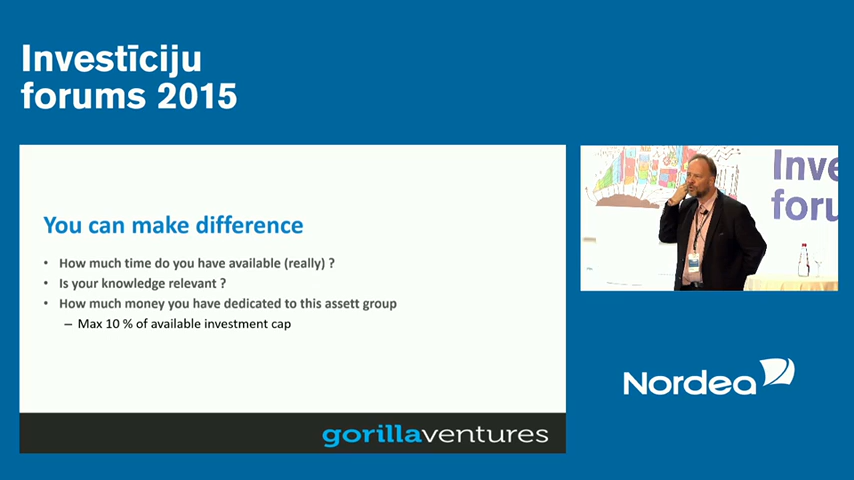 Investīciju
forums 2015
You can make difference
• How much time do you have available (really) ?
• Is your knowledge relevant ?
• How much money you have dedicated to this assett group
– Max 10 % of available investment cap
gorillaventures
Inve
foru
Nordea